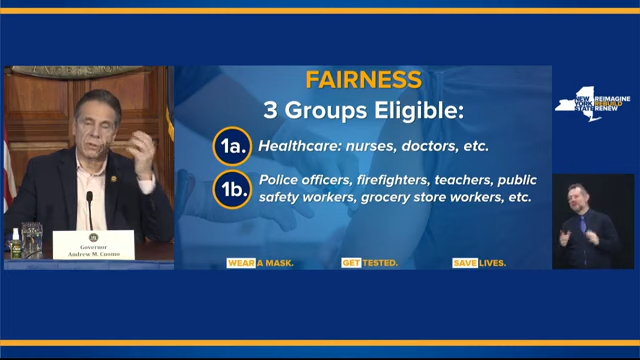 FAIRNESS
3 Groups Eligible:
1a.
Healthcare: nurses, doctors, etc.
1b.
Police officers, firefighters, teachers, public
safety workers, grocery store workers, etc.
WEAR A MASK.
GET TESTED.
SAVE LIVES.
Governor
Andrew M. Cuomo
NEW
YORK
STATE
REIMAGINE
REBUILD
RENEW